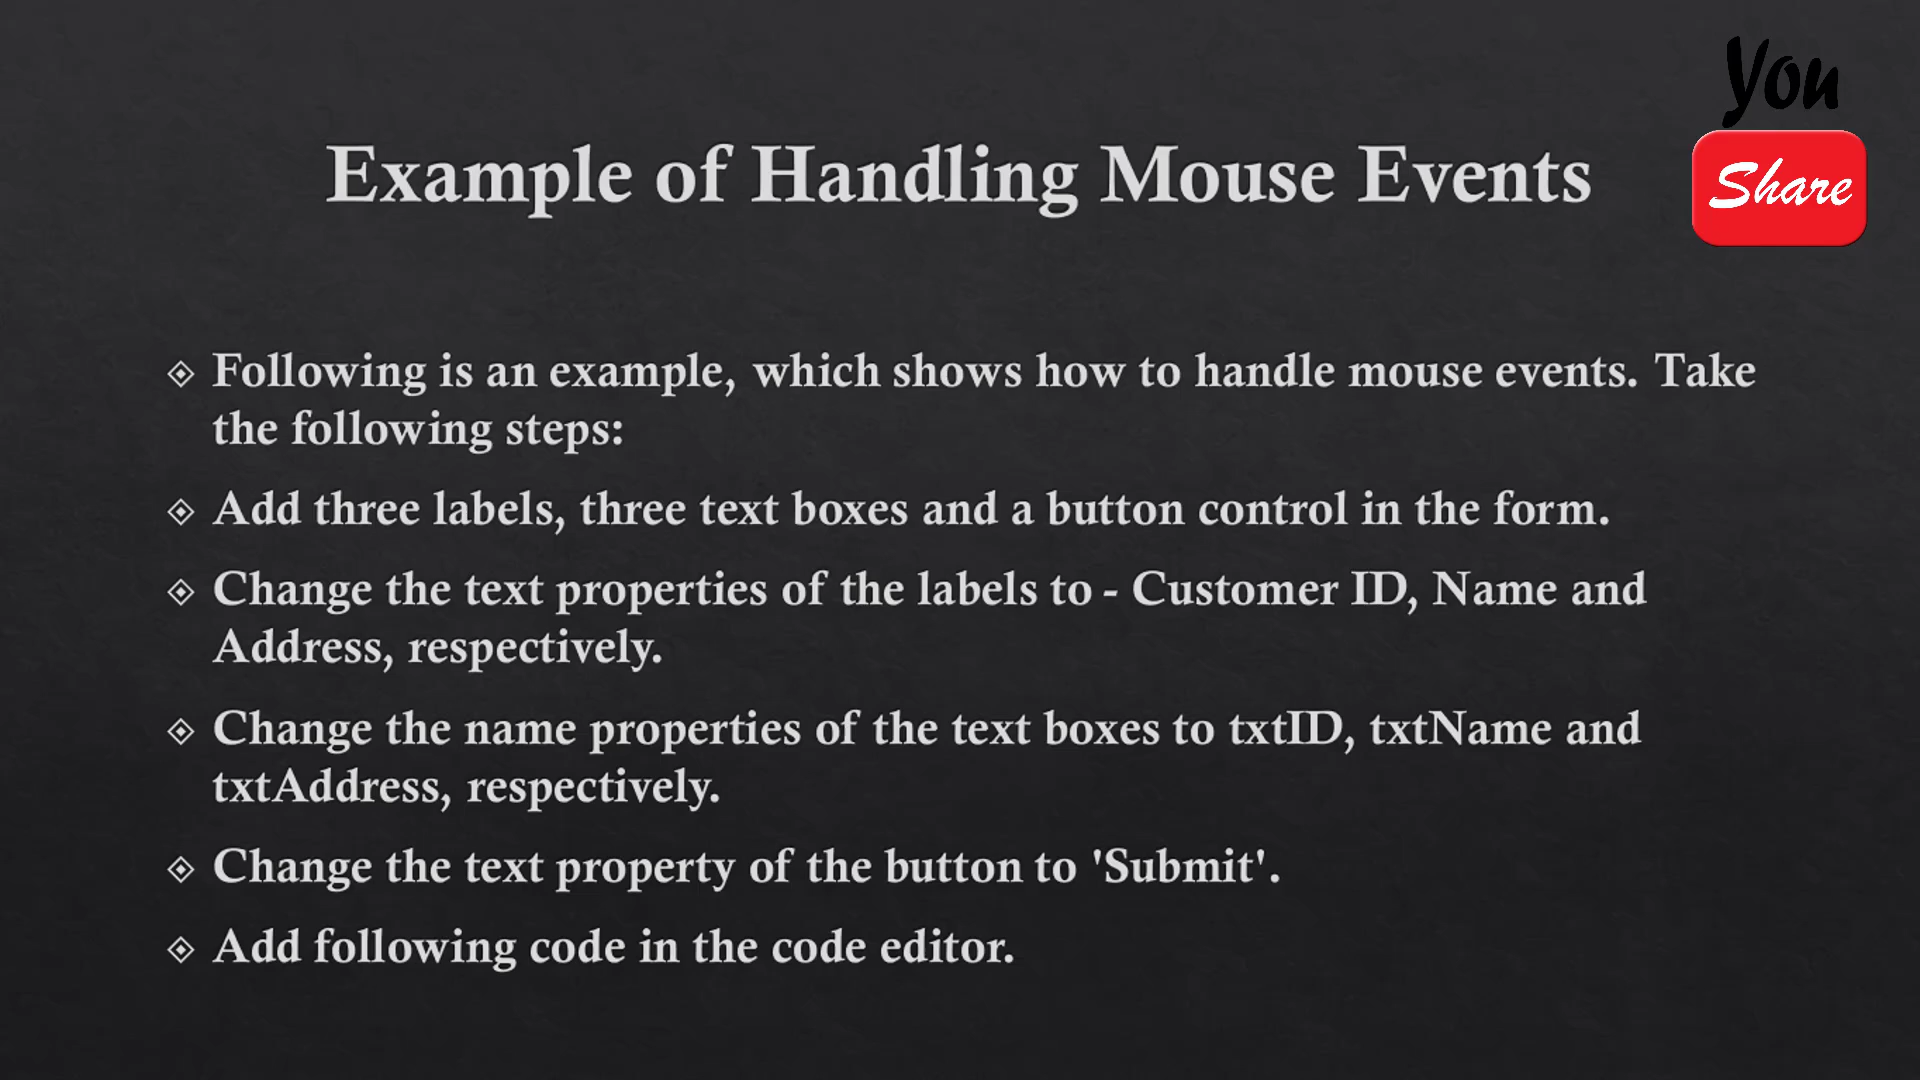 You
Share
Example of Handling Mouse Events
Following is an example, which shows how to handle mouse events. Take
the following steps:
Add three labels, three text boxes and a button control in the form.
Change the text properties of the labels to - Customer ID, Name and
Address, respectively.
Change the name properties of the text boxes to txtID, txtName and
txtAddress, respectively.
Change the text property of the button to 'Submit'.
Add following code in the code editor.